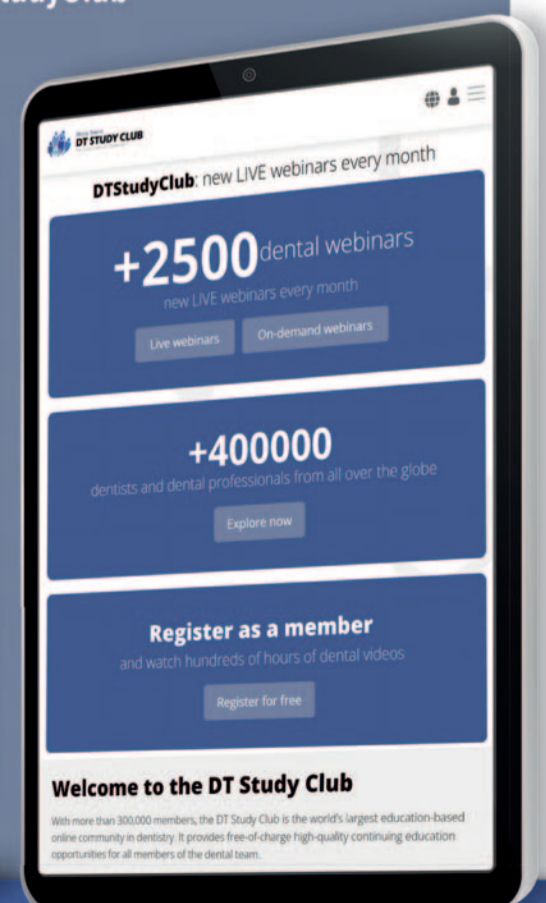 DT STUDY CLUB
DTStudyClub: new LIVE webinars every month
+2500 dental webinars
new LIVE webinars every month
Live webinars
On-demand webinars
+400000
dentists and dental professionals from all over the globe
Explore now
Register as a member
and watch hundreds of hours of dental videos
Register for free
Welcome to the DT Study Club
With more than 300,000 members, the DT Study Club is the world's largest education-based
online community in dentistry. It provides free-of-charge high-quality continuing education
opportunities for all members of the dental team.